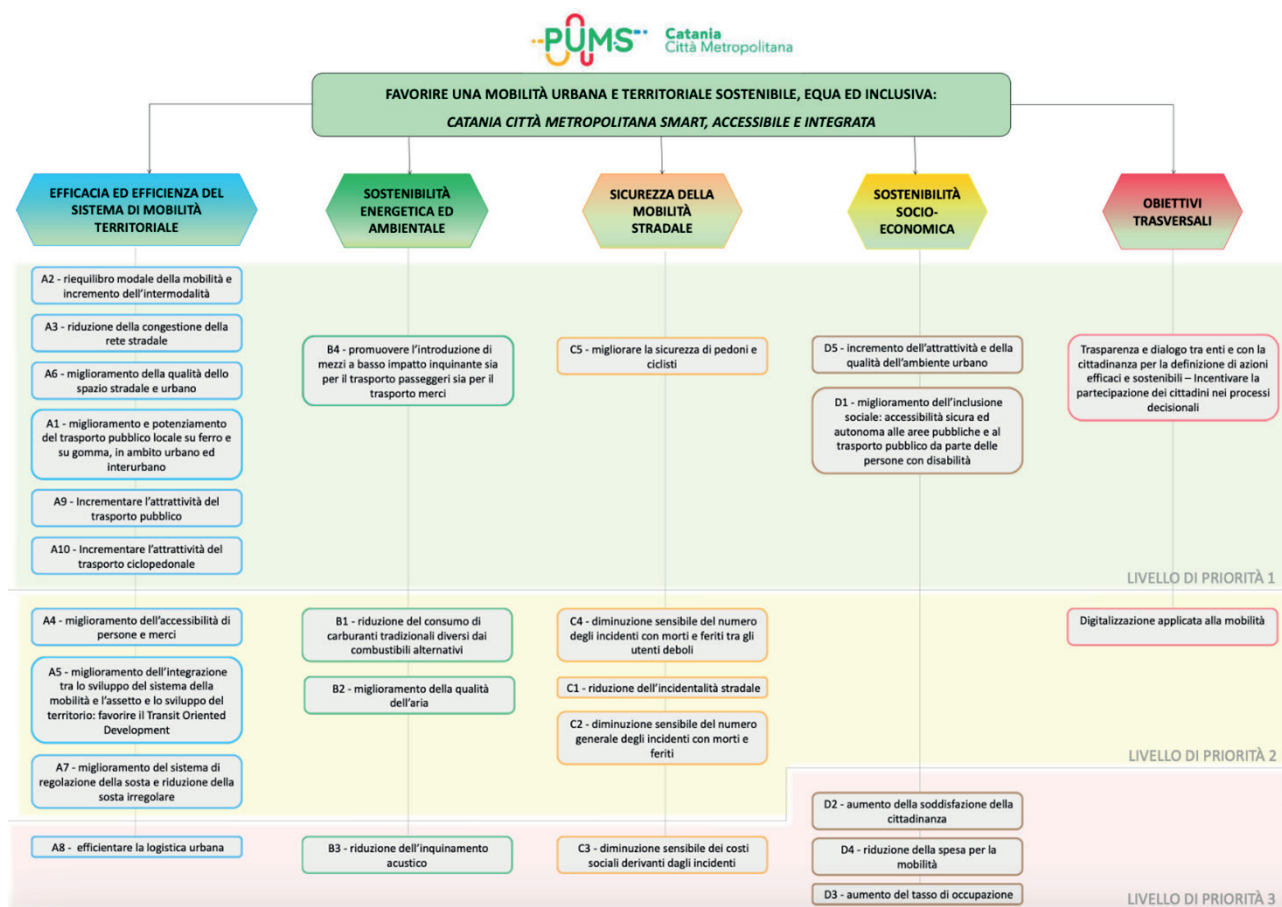 PUMS
Catania
Città Metropolitana
FAVORIRE UNA MOBILITÀ URBANA E TERRITORIALE SOSTENIBILE, EQUA ED INCLUSIVA:
CATANIA CITTÀ METROPOLITANA SMART, ACCESSIBILE E INTEGRATA
EFFICACIA ED EFFICIENZA DEL
SISTEMA DI MOBILITÀ
TERRITORIALE
SOSTENIBILITÀ
ENERGETICA ED
AMBIENTALE
SICUREZZA DELLA
MOBILITÀ
STRADALE
SOSTENIBILITÀ
SOCIO-
ECONOMICA
OBIETTIVI
TRASVERSALI
A2 - riequilibro modale della mobilità e
incremento dell'intermodalità
A3 - riduzione della congestione della
rete stradale
A6 - miglioramento della qualità dello
spazio stradale e urbano
A1 - miglioramento e potenziamento
del trasporto pubblico locale su ferro e
su gomma, in ambito urbano ed
interurbano
A9 - Incrementare l'attrattività del
trasporto pubblico
A10 - Incrementare l'attrattività del
trasporto ciclopedonale
B4 - promuovere l'introduzione di
mezzi a basso impatto inquinante sia
per il trasporto passeggeri sia per il
trasporto merci
C5 - migliorare la sicurezza di pedoni e
ciclisti
D5 - incremento dell'attrattività e della
qualità dell'ambiente urbano
D1 - miglioramento dell'inclusione
sociale: accessibilità sicura ed
autonoma alle aree pubbliche e al
trasporto pubblico da parte delle
persone con disabilità
Trasparenza e dialogo tra enti e con la
cittadinanza per la definizione di azioni
efficaci e sostenibili – Incentivare la
partecipazione dei cittadini nei processi
decisionali
LIVELLO DI PRIORITÀ 1
A4 - miglioramento dell'accessibilità di
persone e merci
A5 - miglioramento dell'integrazione
tra lo sviluppo del sistema della
mobilità e l'assetto e lo sviluppo del
territorio: favorire il Transit Oriented
Development
A7 - miglioramento del sistema di
regolazione della sosta e riduzione della
sosta irregolare
B1 - riduzione del consumo di
carburanti tradizionali diversi dai
combustibili alternativi
B2 - miglioramento della qualità
dell'aria
C4 - diminuzione sensibile del numero
degli incidenti con morti e feriti tra gli
utenti deboli
C1 - riduzione dell'incidentalità stradale
C2 - diminuzione sensibile del numero
generale degli incidenti con morti e
feriti
Digitalizzazione applicata alla mobilità
LIVELLO DI PRIORITÀ 2
A8 - efficientare la logistica urbana
B3 - riduzione dell'inquinamento
acustico
C3 - diminuzione sensibile dei costi
sociali derivanti dagli incidenti
D2 - aumento della soddisfazione della
cittadinanza
D4 - riduzione della spesa per la
mobilità
D3 - aumento del tasso di occupazione
LIVELLO DI PRIORITÀ 3